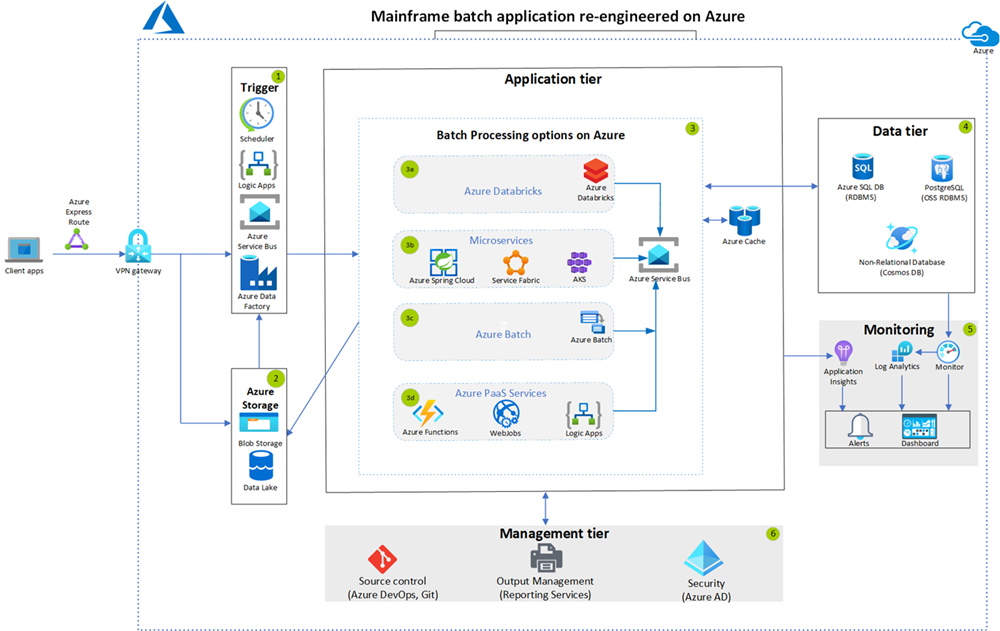 Mainframe batch application re-engineered on Azure
Azure
Client apps
Azure
Express
Route
VPN gateway
1
Trigger
Scheduler
Logic Apps
Azure
Service Bus
Azure Data
Factory
2
Azure
Storage
Blob Storage
Data Lake
Application tier
3
Batch Processing options on Azure
3a
Azure Databricks
Azure
Databricks
3b
Microservices
Azure Spring Cloud
Service Fabric
AKS
3c
Azure Batch
Azure Batch
3d
Azure PaaS Services
Azure Functions
WebJobs
Logic Apps
Azure Service Bus
Azure Cache
4
Data tier
SQL
Azure SQL DB
(RDBMS)
PostgreSQL
(OSS RDBMS)
Non-Relational Database
(Cosmos DB)
5
Monitoring
Application
Insights
Log Analytics
Monitor
Alerts
Dashboard
6
Management tier
Source control
(Azure DevOps, Git)
Output Management
(Reporting Services)
Security
(Azure AD)